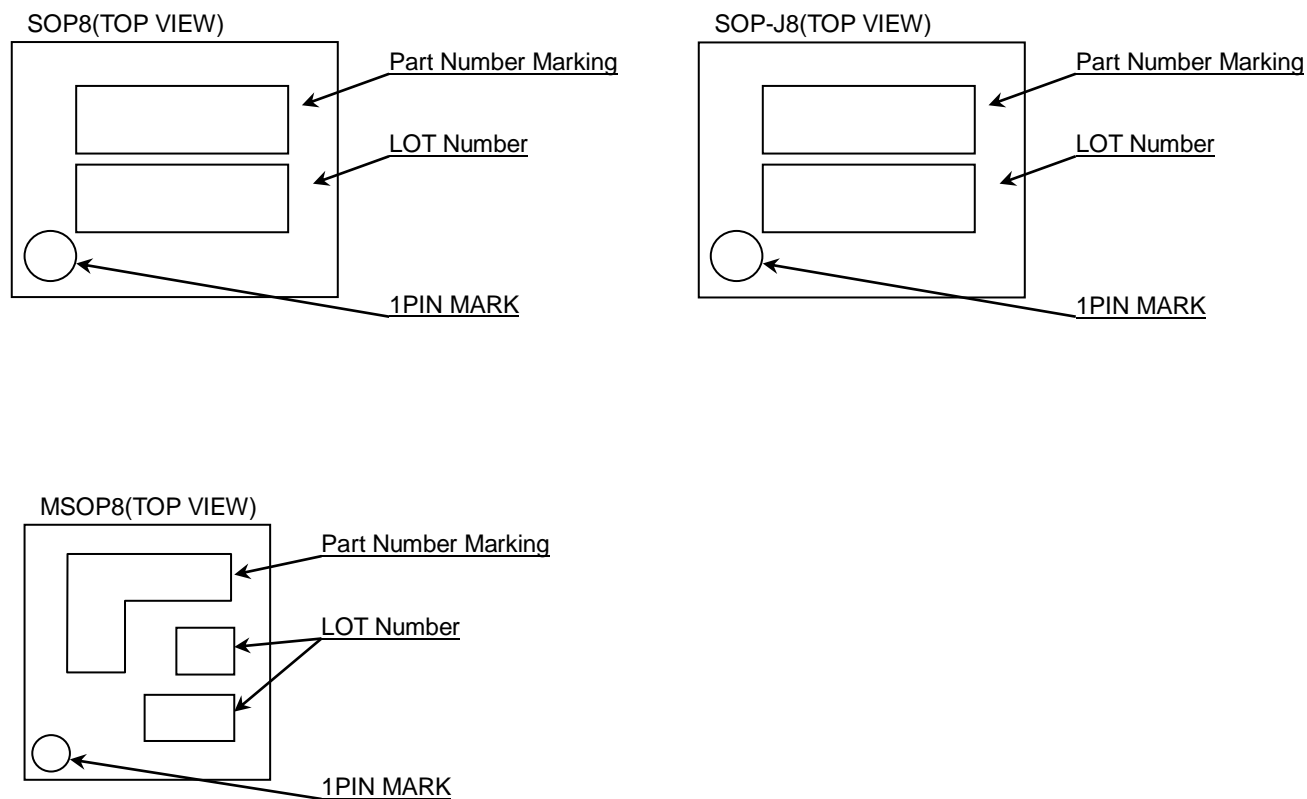 SOP8(TOP VIEW)
Part Number Marking
LOT Number
1PIN MARK
SOP-J8(TOP VIEW)
Part Number Marking
LOT Number
1PIN MARK
MSOP8(TOP VIEW)
Part Number Marking
LOT Number
1PIN MARK